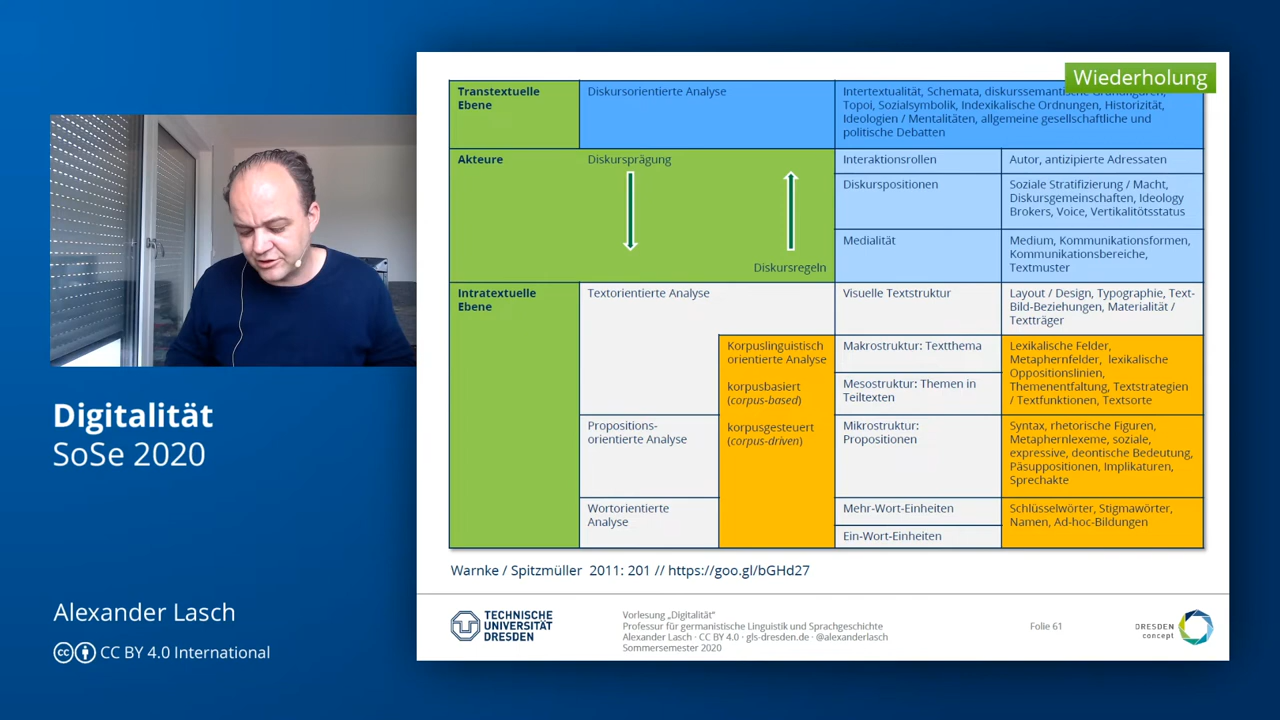 Wiederholung
Transtextuelle
Ebene
Diskursorientierte Analyse
Intertextualität, Schemata, diskurssemantische Grundfiguren,
Topoi, Sozialsymbolik, Indexikalische Ordnungen, Historizität,
Ideologien / Mentalitäten, allgemeine gesellschaftliche und
politische Debatten
Akteure
Diskursprägung
Diskursregeln
Interaktionsrollen
Autor, antizipierte Adressaten
Diskurspositionen
Soziale Stratifizierung / Macht,
Diskursgemeinschaften, Ideology
Brokers, Voice, Vertikalitätsstatus
Medialität
Medium, Kommunikationsformen,
Kommunikationsbereiche,
Textmuster
Intratextuelle
Ebene
Textorientierte Analyse
Visuelle Textstruktur
Layout / Design, Typographie, Text-
Bild-Beziehungen, Materialität /
Textträger
Korpuslinguistisch
orientierte Analyse
korpusbasiert
(corpus-based)
korpusgesteuert
(corpus-driven)
Makrostruktur: Textthema
Mesostruktur: Themen in
Teiltexten
Lexikalische Felder,
Metaphernfelder, lexikalische
Oppositionslinien,
Themenentfaltung, Textstrategien
/ Textfunktionen, Textsorte
Propositions-
orientierte Analyse
Mikrostruktur:
Propositionen
Syntax, rhetorische Figuren,
Metaphernlexeme, soziale,
expressive, deontische Bedeutung,
Päsuppositionen, Implikaturen,
Sprechakte
Wortorientierte
Analyse
Mehr-Wort-Einheiten
Ein-Wort-Einheiten
Schlüsselwörter, Stigmawörter,
Namen, Ad-hoc-Bildungen
Warnke / Spitzmüller 2011: 201 // https://goo.gl/bGHd27
Digitalität
SoSe 2020
Alexander Lasch
CC BY 4.0 International
TECHNISCHE
UNIVERSITÄT
DRESDEN
Vorlesung „Digitalität“
Professur für germanistische Linguistik und Sprachgeschichte
Alexander Lasch · CC BY 4.0 · gls-dresden.de · @alexanderlasch
Sommersemester 2020
Folie 61
DRESDEN
concept